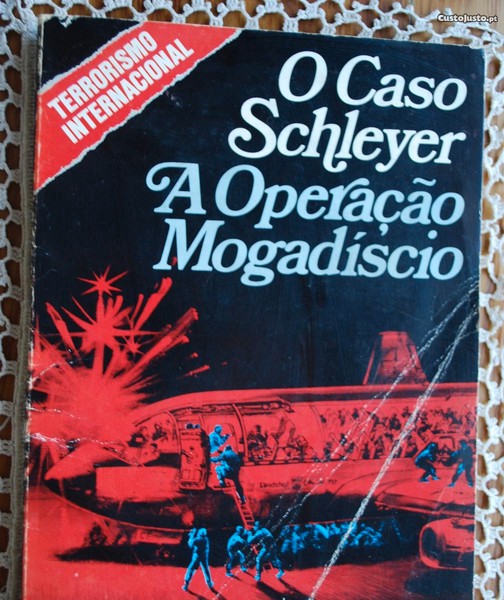 CustoJusto.pt
TERRORISMO
INTERNACIONAL
O Caso
Schleyer
A Operação
Mogadíscio